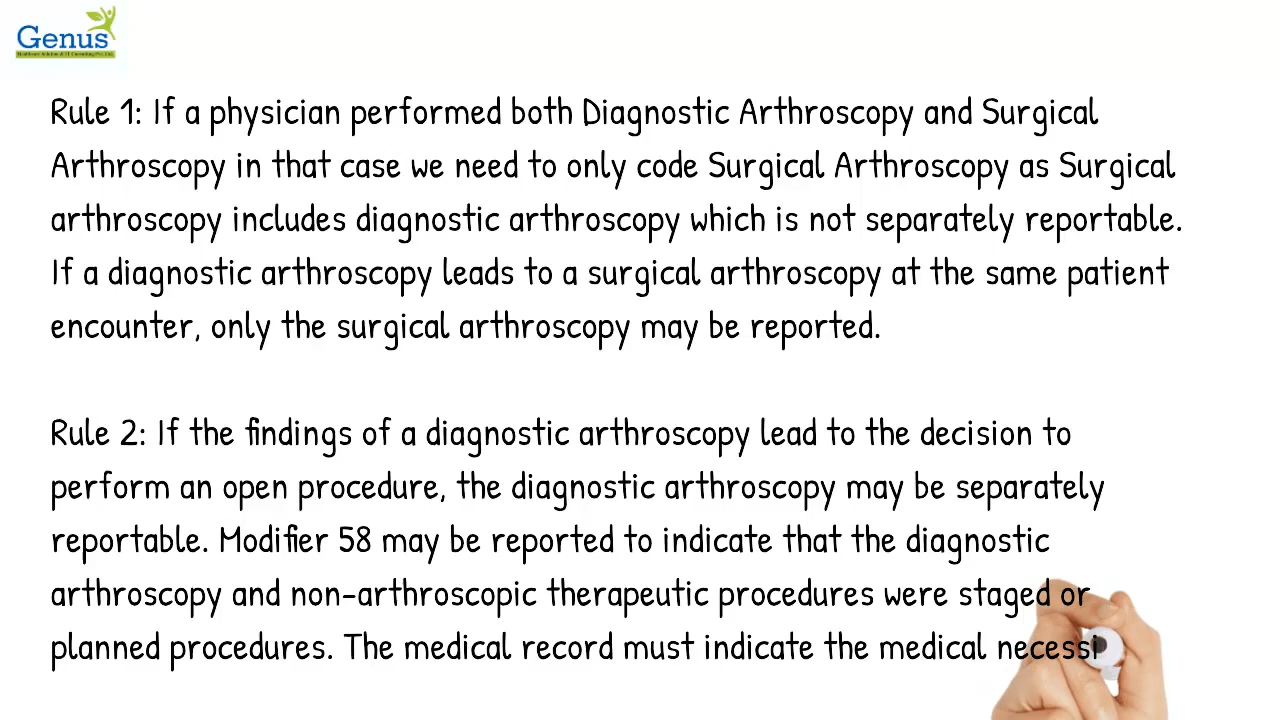 Genus
Rule 1: If a physician performed both Diagnostic Arthroscopy and Surgical
Arthroscopy in that case we need to only code Surgical Arthroscopy as Surgical
arthroscopy includes diagnostic arthroscopy which is not separately reportable.
If a diagnostic arthroscopy leads to a surgical arthroscopy at the same patient
encounter, only the surgical arthroscopy may be reported.
Rule 2: If the findings of a diagnostic arthroscopy lead to the decision to
perform an open procedure, the diagnostic arthroscopy may be separately
reportable. Modifier 58 may be reported to indicate that the diagnostic
arthroscopy and non-arthroscopic therapeutic procedures were staged or
planned procedures. The medical record must indicate the medical necessi